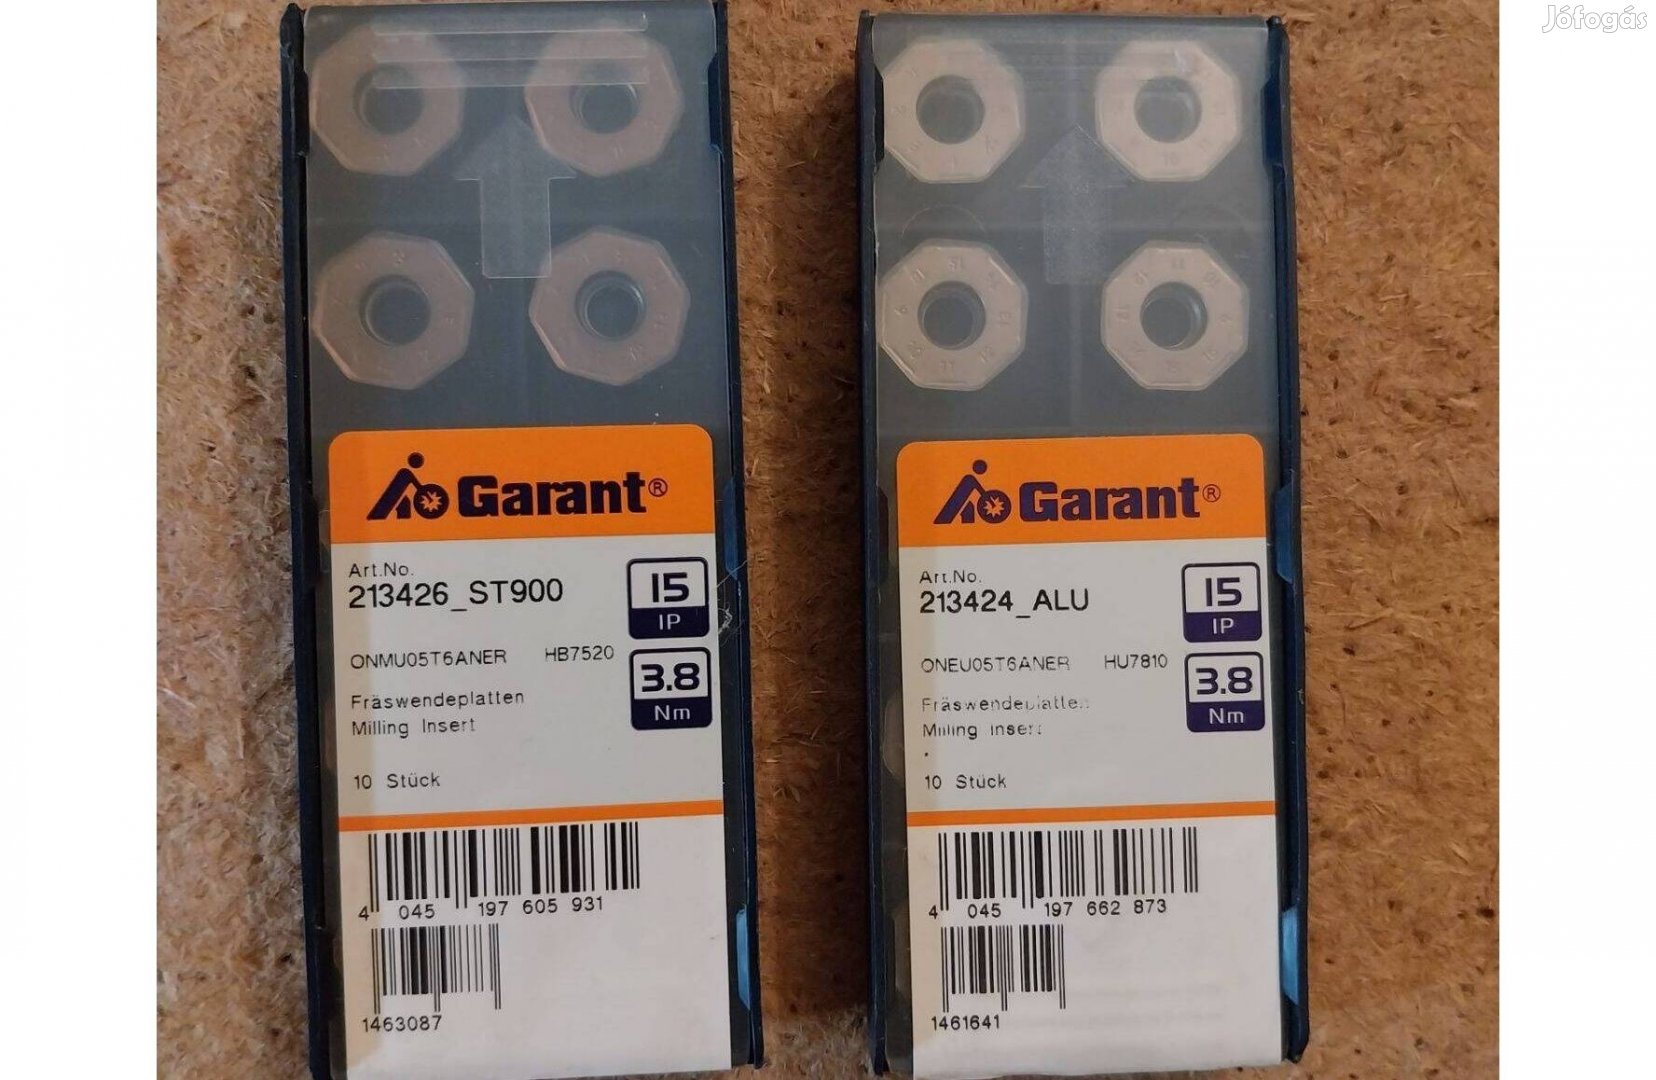 Jófogás
Garant®
Art.No.
213426_ST900
15
IP
ONMU05T6ANER HB7520
3.8
Nm
Fräswendeplatten
Milling Insert
10 Stück
4 045 197 605 931
1463087
Garant®
Art.No.
213424_ALU
15
IP
ONEU05T6ANER HU7810
3.8
Nm
Fräswendeplatten
Milling Insert
10 Stück
4 045 197 662 873
1461641